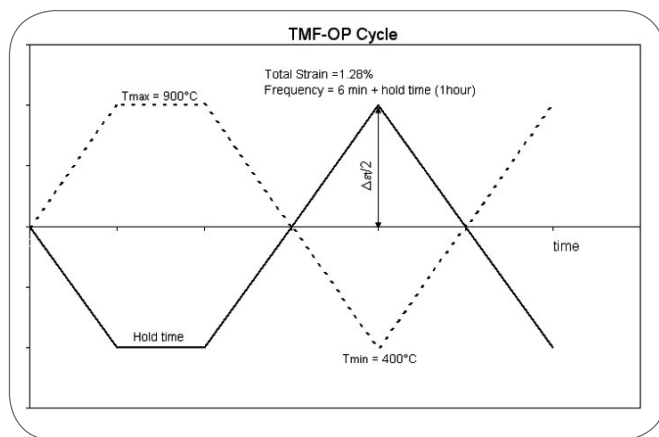 TMF-OP Cycle
Total Strain =1.28%
Frequency = 6 min + hold time (1hour)
Tmax = 900°C
Δεt/2
time
Hold time
Tmin = 400°C